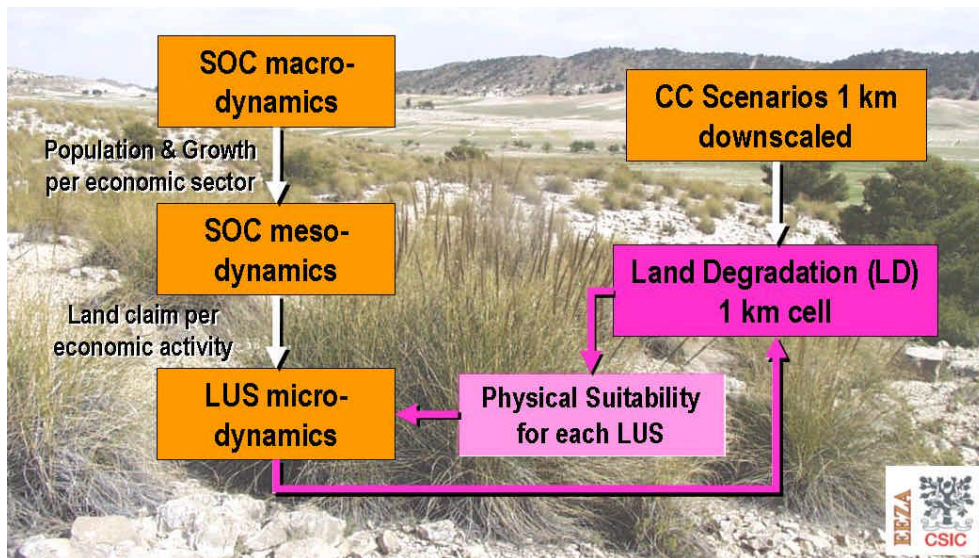 SOC macro-
dynamics
Population & Growth
per economic sector
SOC meso-
dynamics
Land claim per
economic activity
LUS micro-
dynamics
CC Scenarios 1 km
downscaled
Land Degradation (LD)
1 km cell
Physical Suitability
for each LUS
EEZA
CSIC